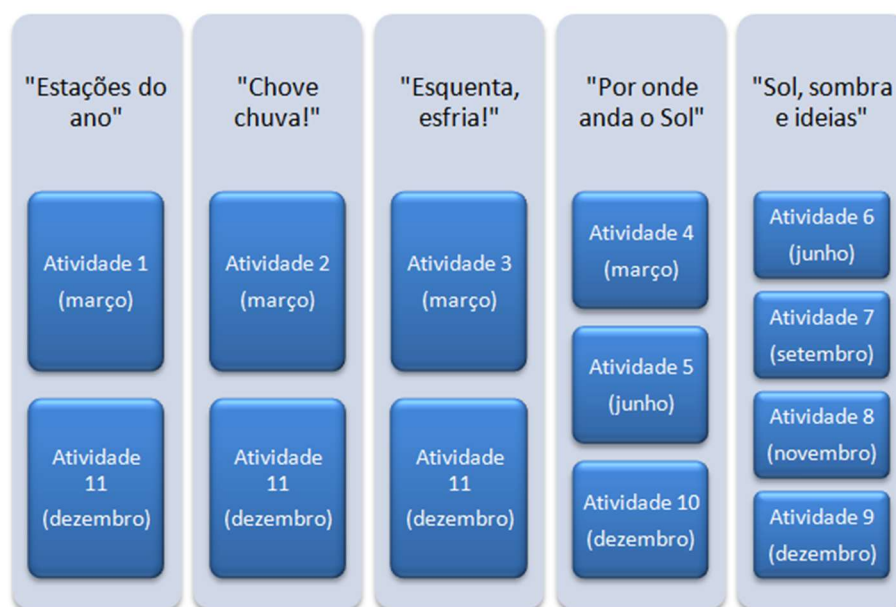 "Estações do
ano"
Atividade 1
(março)
Atividade
11
(dezembro)
"Chove
chuva!"
Atividade 2
(março)
Atividade
11
(dezembro)
"Esquenta,
esfria!"
Atividade 3
(março)
Atividade
11
(dezembro)
"Por onde
anda o Sol"
Atividade 4
(março)
Atividade 5
(junho)
Atividade 10
(dezembro)
"Sol, sombra
e ideias"
Atividade 6
(junho)
Atividade 7
(setembro)
Atividade 8
(novembro)
Atividade 9
(dezembro)